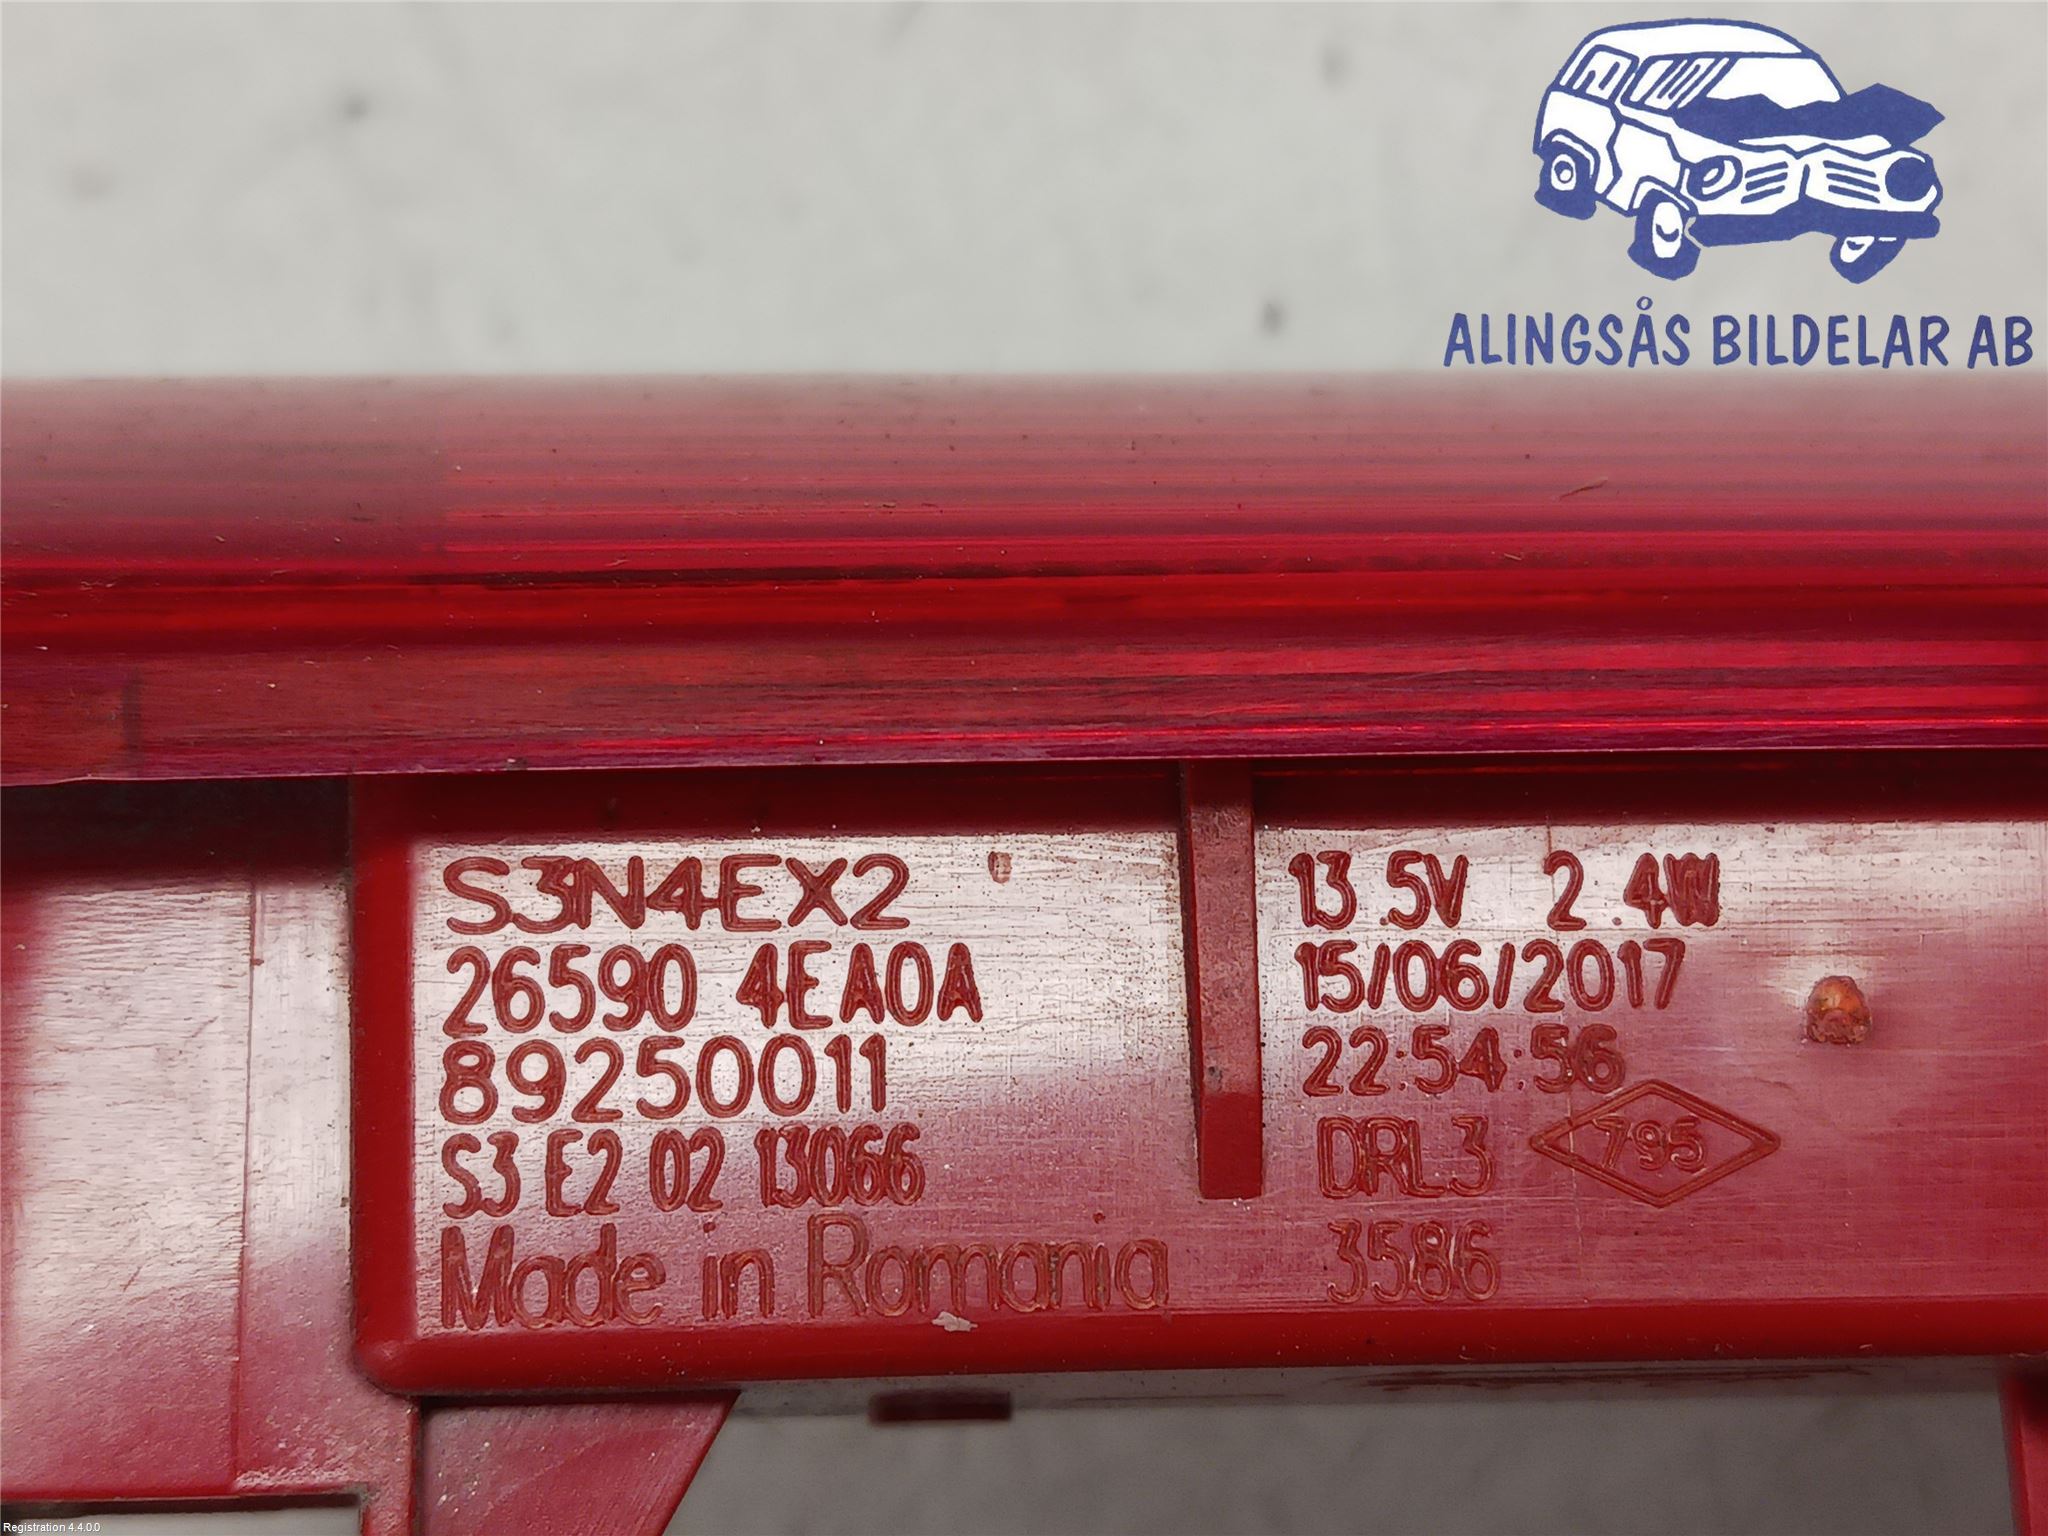 ALINGSÅS BILDELAR AB
S3N4EX2
26590 4EA0A
89250011
S3 E2 02 13066
Made in Romania
13.5V 2.4W
15/06/2017
22:54:56
DRL3 795
3586
Registration 4.4.0.0